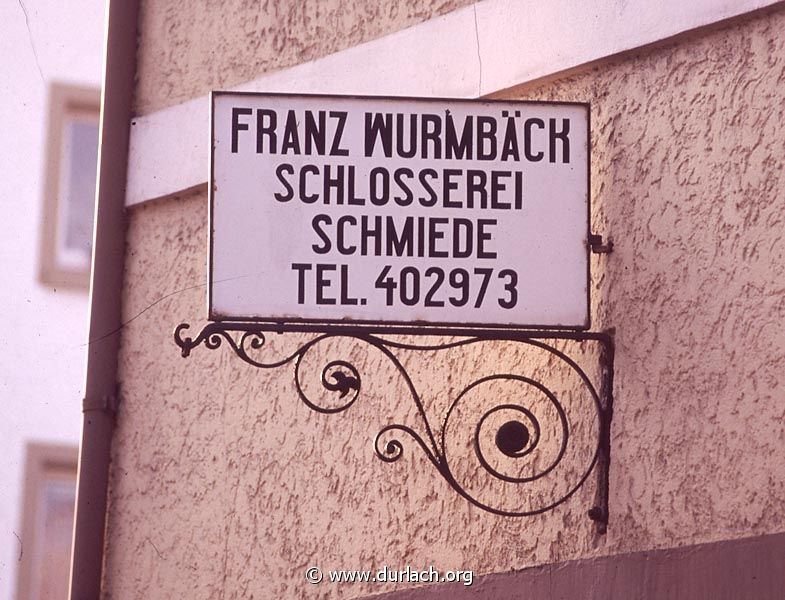 FRANZ WURMBÄCK
SCHLOSSEREI
SCHMIEDE
TEL. 402973
© www.durlach.org